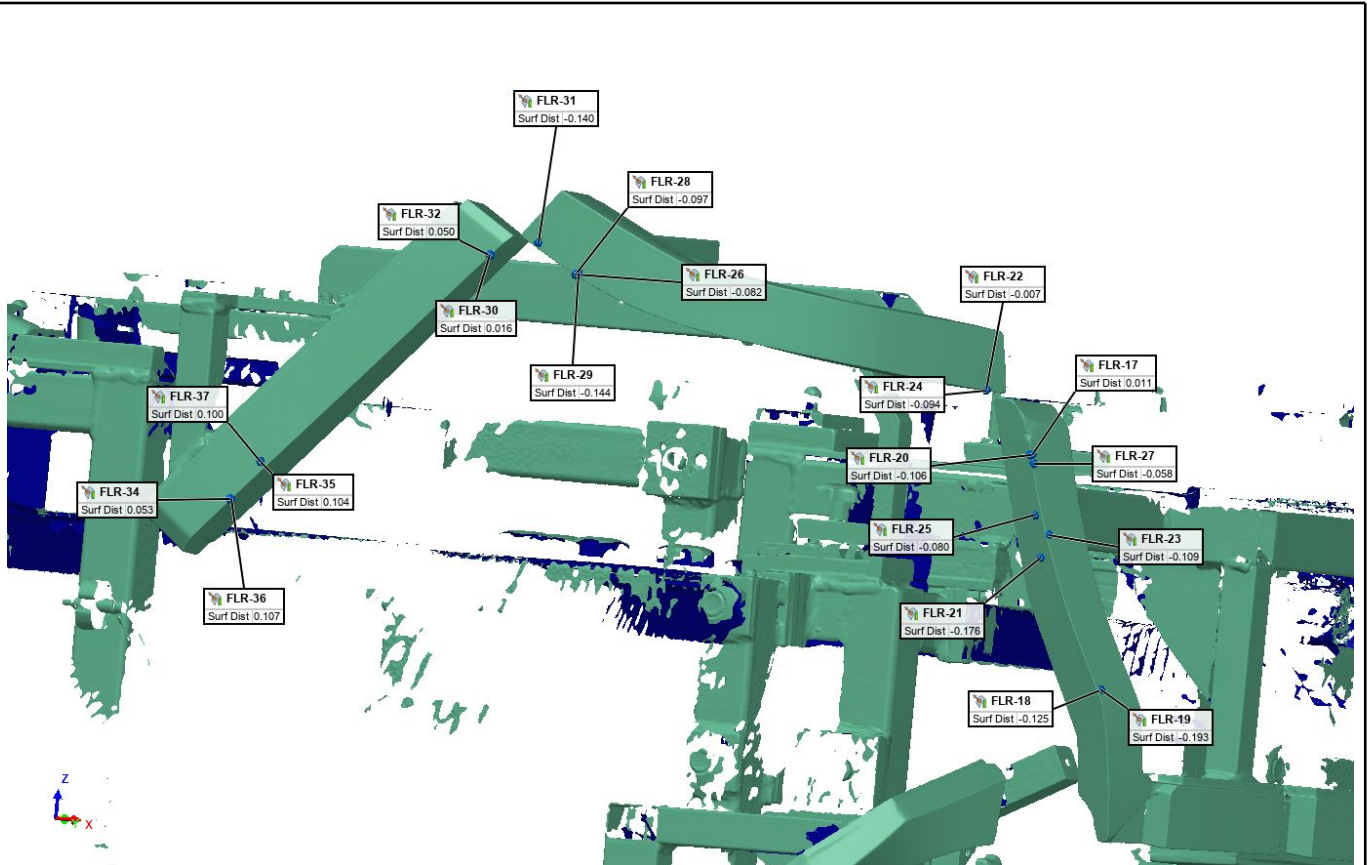 FLR-31
Surf Dist -0.140
FLR-28
Surf Dist -0.097
FLR-32
Surf Dist 0.050
FLR-26
Surf Dist -0.082
FLR-22
Surf Dist -0.007
FLR-30
Surf Dist 0.016
FLR-29
Surf Dist -0.144
FLR-17
Surf Dist 0.011
FLR-24
Surf Dist -0.094
FLR-37
Surf Dist 0.100
FLR-20
Surf Dist -0.106
FLR-27
Surf Dist -0.058
FLR-34
Surf Dist 0.053
FLR-35
Surf Dist 0.104
FLR-25
Surf Dist -0.080
FLR-23
Surf Dist -0.109
FLR-36
Surf Dist 0.107
FLR-21
Surf Dist -0.176
FLR-18
Surf Dist -0.125
FLR-19
Surf Dist -0.193
Z
X